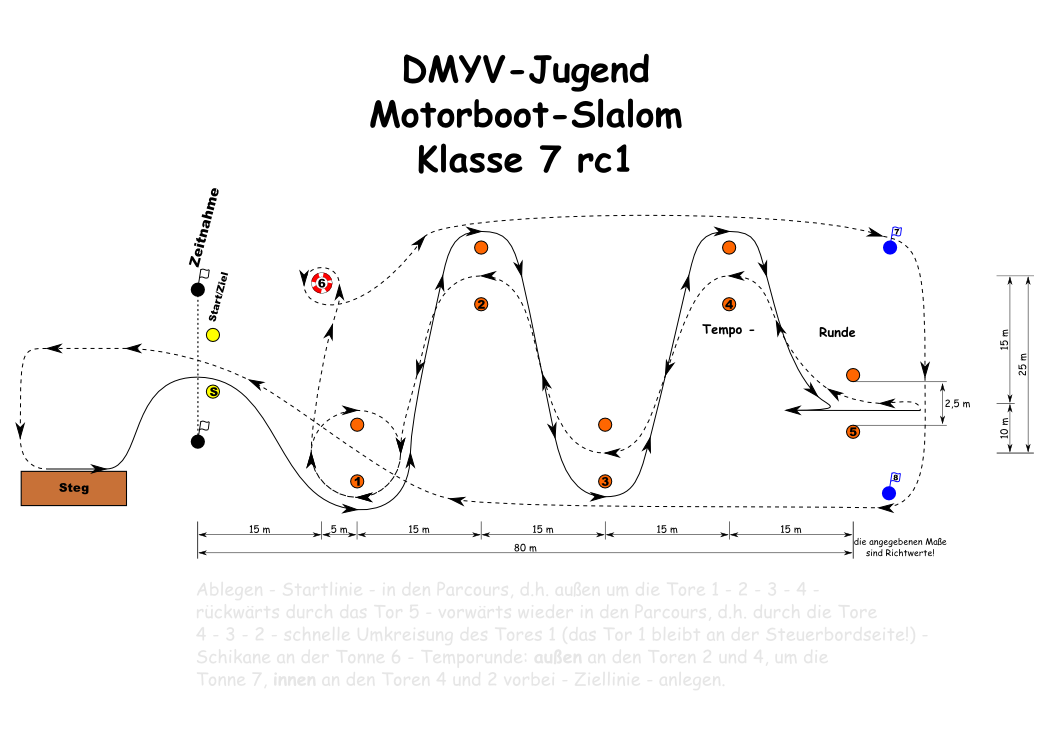 DMYV-Jugend
Motorboot-Slalom
Klasse 7 rc1
Zeitnahme
Start/Ziel
S
6
7
2
4
Tempo -
Runde
15 m
25 m
2,5 m
10 m
5
1
3
8
Steg
15 m
5 m
15 m
15 m
15 m
15 m
80 m
die angegebenen Maße
sind Richtwerte!
Ablegen - Startlinie - in den Parcours, d.h. außen um die Tore 1 - 2 - 3 - 4 -
rückwärts durch das Tor 5 - vorwärts wieder in den Parcours, d.h. durch die Tore
4 - 3 - 2 - schnelle Umkreisung des Tores 1 (das Tor 1 bleibt an der Steuerbordseite!) -
Schikane an der Tonne 6 - Temporunde: außen an den Toren 2 und 4, um die
Tonne 7, innen an den Toren 4 und 2 vorbei - Ziellinie - anlegen.